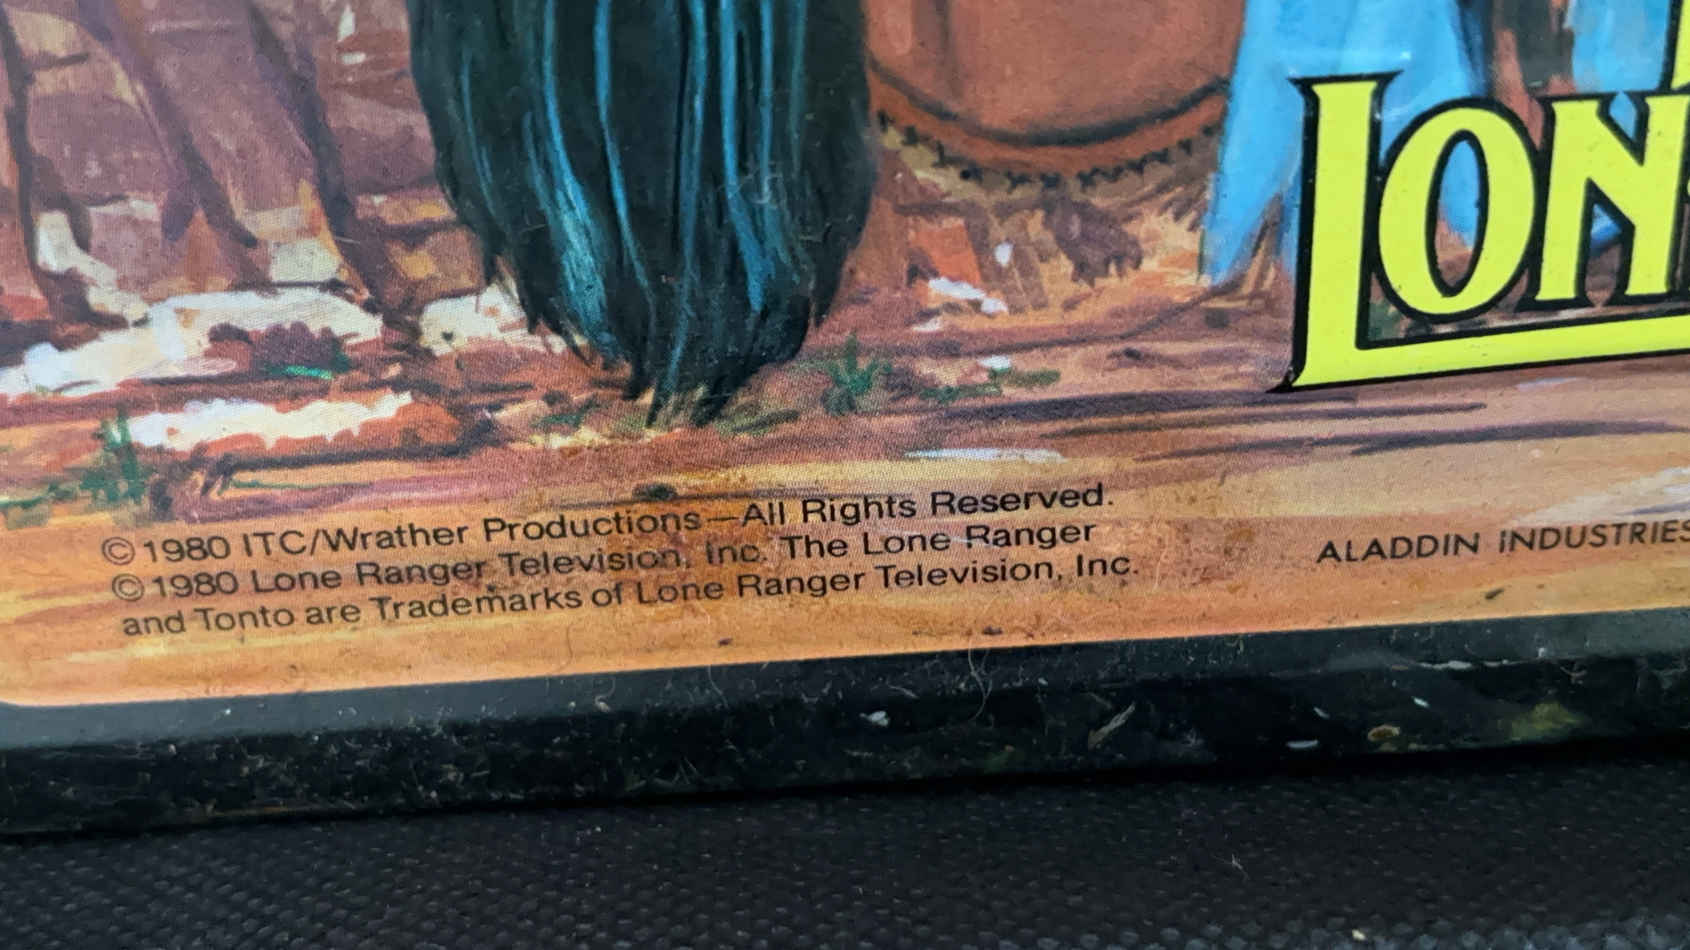 LON
© 1980 ITC/Wrather Productions—All Rights Reserved.
© 1980 Lone Ranger Television, Inc. The Lone Ranger
and Tonto are Trademarks of Lone Ranger Television, Inc.
ALADDIN INDUSTRIES